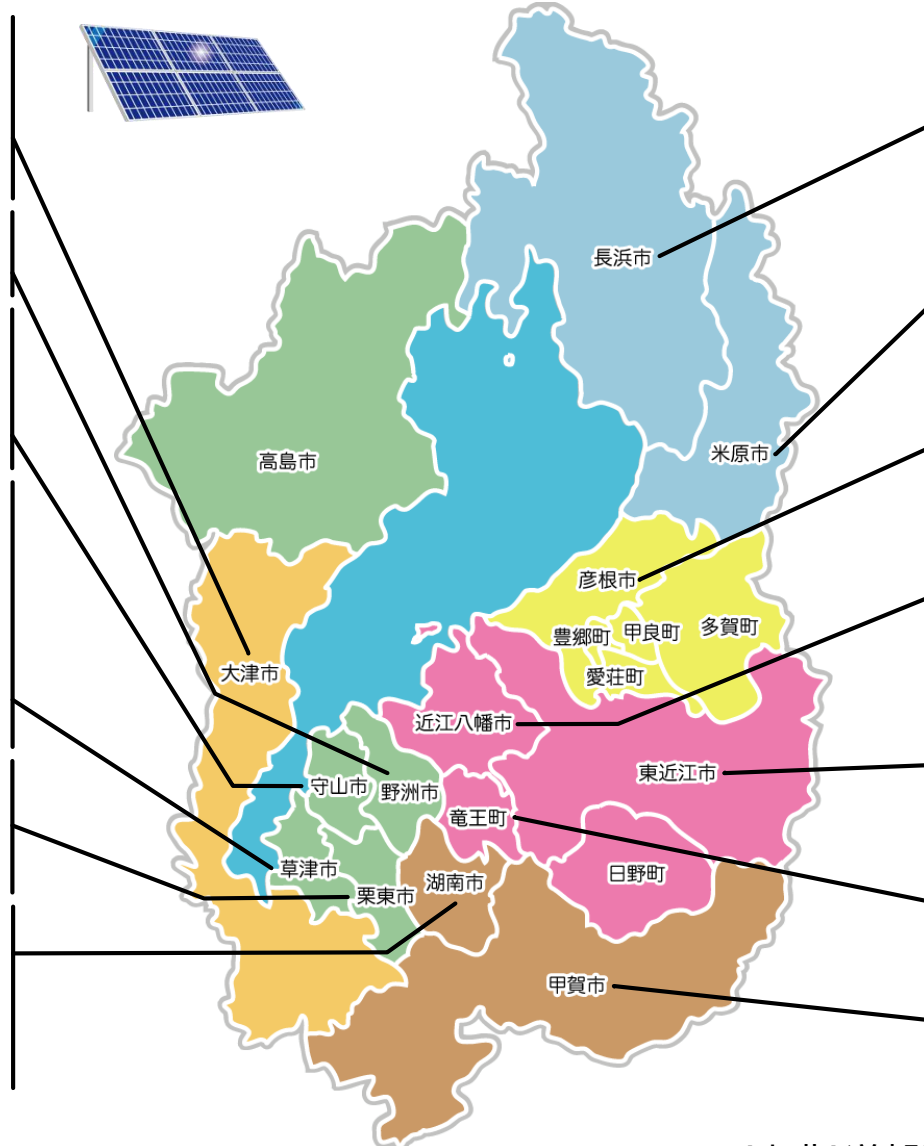 長浜市
米原市
高島市
彦根市
豊郷町
甲良町
多賀町
愛荘町
大津市
近江八幡市
東近江市
守山市
野洲市
竜王町
草津市
栗東市
湖南市
日野町
甲賀市